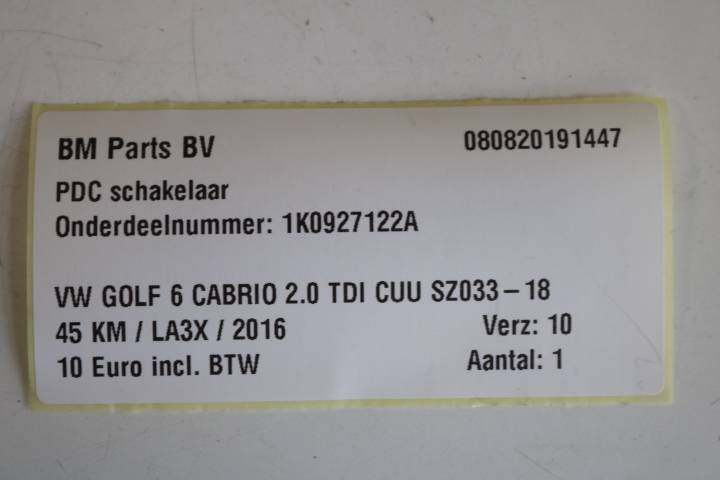 BM Parts BV 080820191447
PDC schakelaar
Onderdeelnummer: 1K0927122A
VW GOLF 6 CABRIO 2.0 TDI CUU SZ033-18
45 KM / LA3X / 2016 Verz: 10
10 Euro incl. BTW Aantal: 1